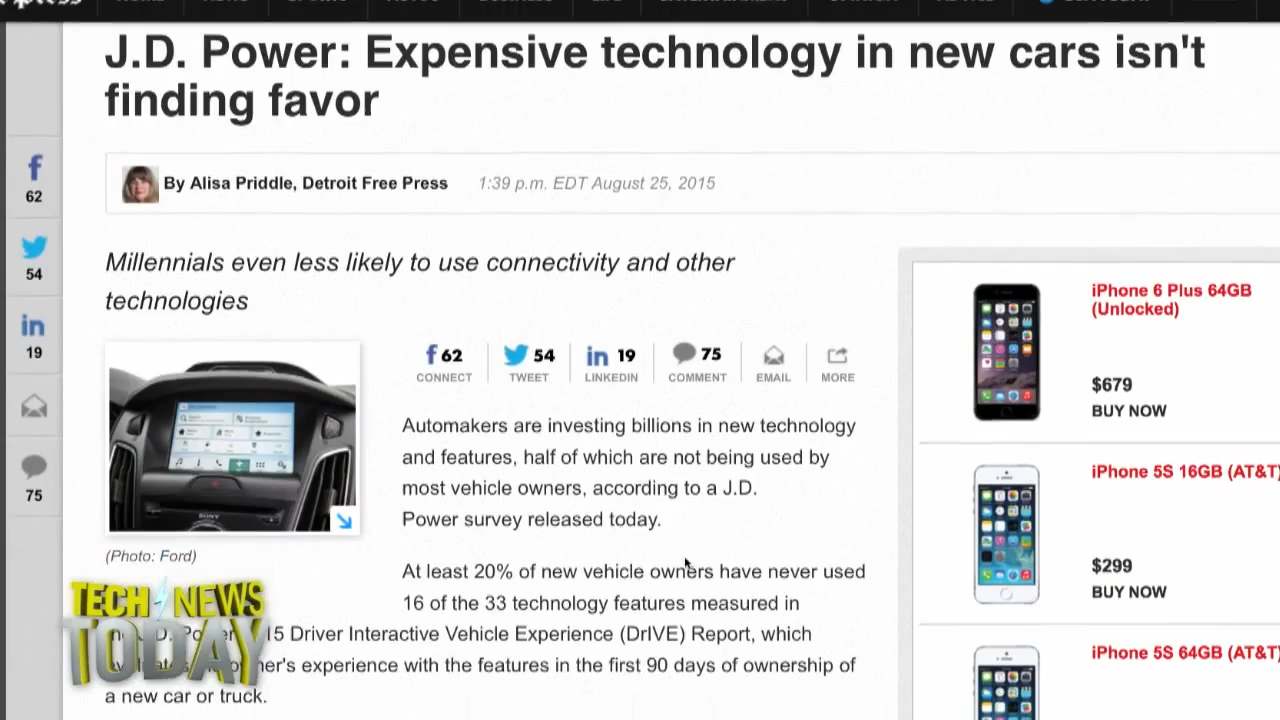 J.D. Power: Expensive technology in new cars isn't
finding favor
By Alisa Priddle, Detroit Free Press 1:39 p.m. EDT August 25, 2015
62
54
in
19
75
Millennials even less likely to use connectivity and other
technologies
62 54 in 19 75
CONNECT TWEET LINKEDIN COMMENT EMAIL MORE
SONY
(Photo: Ford)
Automakers are investing billions in new technology
and features, half of which are not being used by
most vehicle owners, according to a J.D.
Power survey released today.
At least 20% of new vehicle owners have never used
16 of the 33 technology features measured in
15 Driver Interactive Vehicle Experience (DrIVE) Report, which
experience with the features in the first 90 days of ownership of
a new car or truck.
TECH NEWS
TODAY
iPhone 6 Plus 64GB
(Unlocked)
$679
BUY NOW
iPhone 5S 16GB (AT&T)
$299
BUY NOW
iPhone 5S 64GB (AT&T)